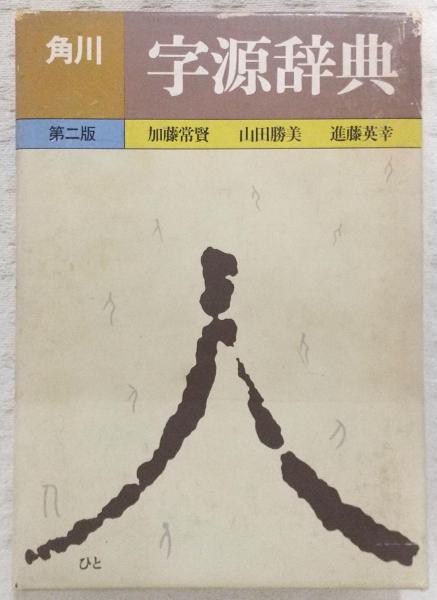 角川
字源辞典
第二版
加藤常賢 山田勝美 進藤英幸
人
ひと